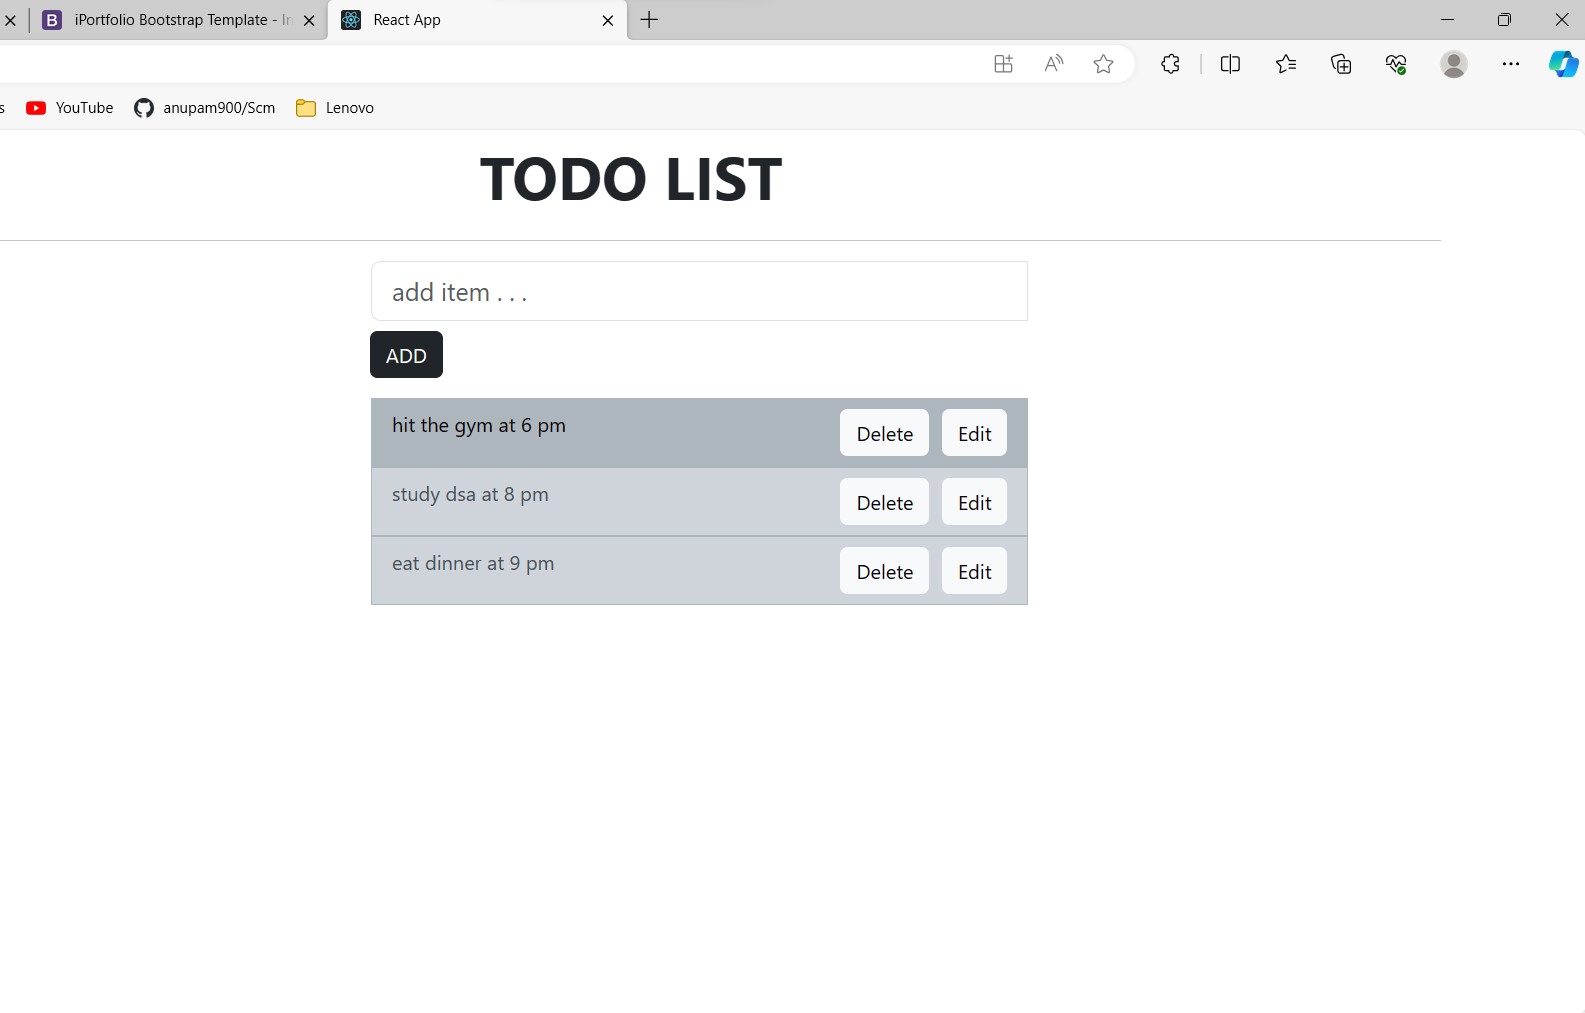 iPortfolio Bootstrap Template - In
React App
s
YouTube
anupam900/Scm
Lenovo
TODO LIST
add item . . .
ADD
hit the gym at 6 pm Delete Edit
study dsa at 8 pm Delete Edit
eat dinner at 9 pm Delete Edit